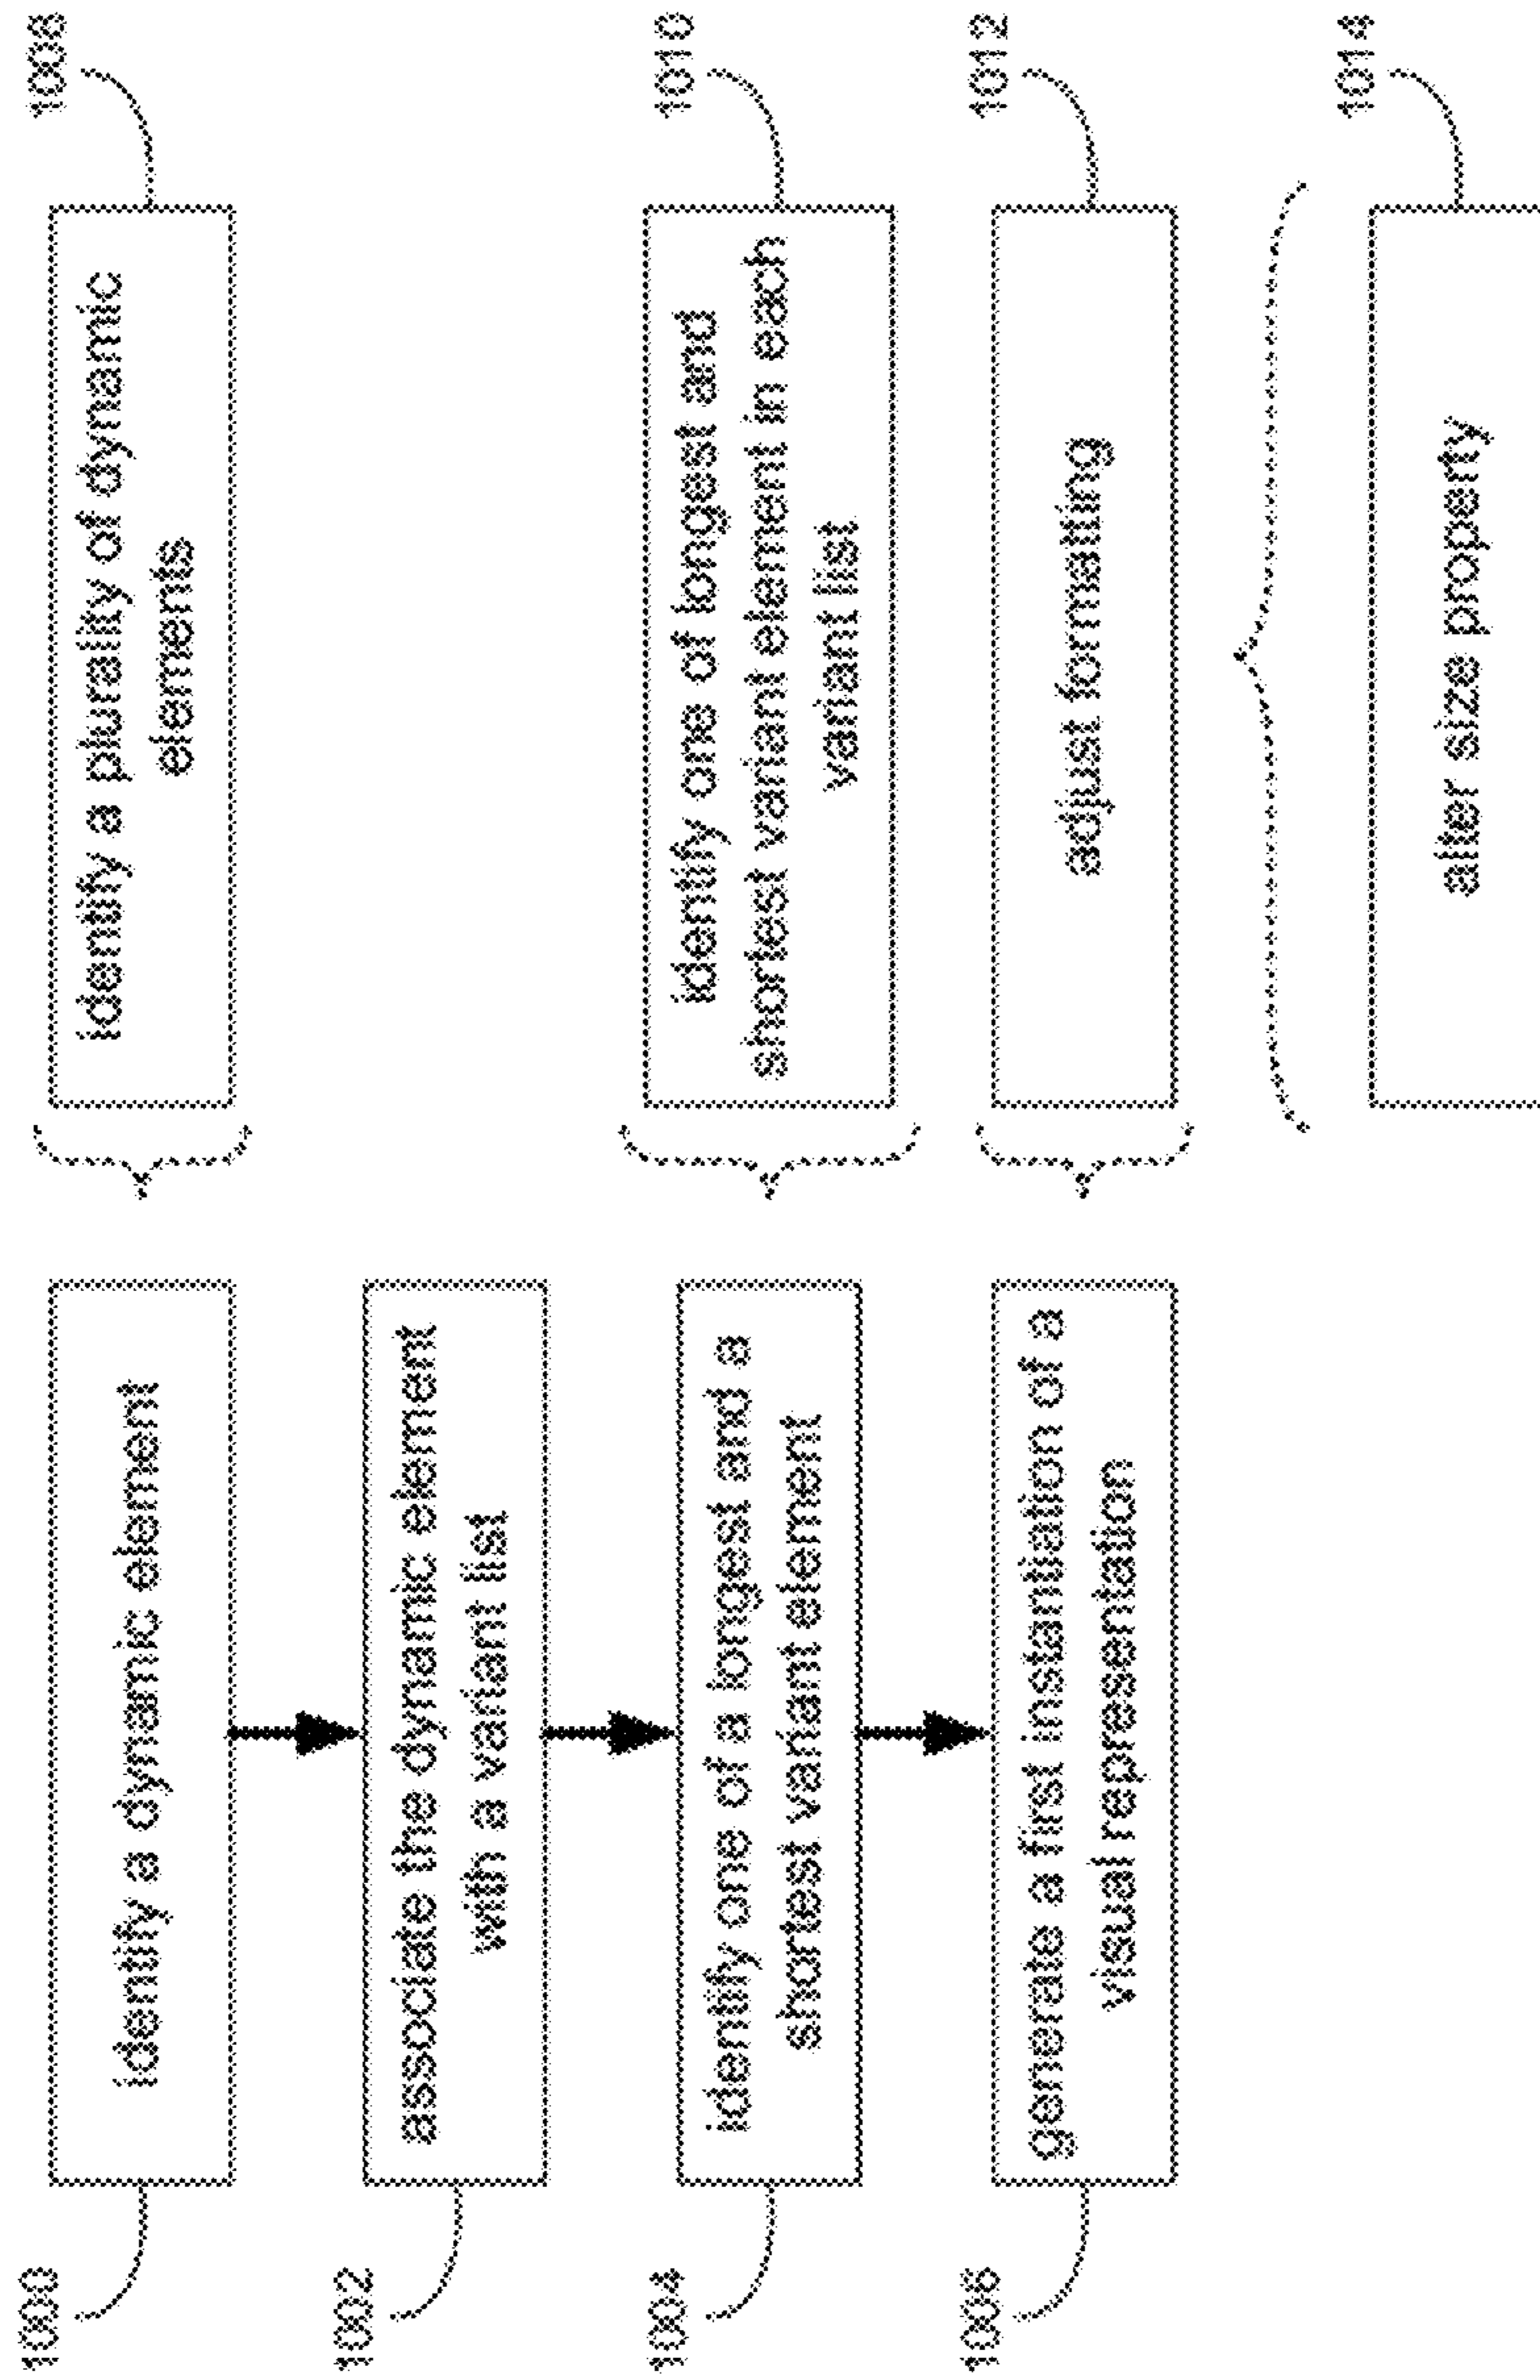 1000
identify a dynamic element
1008
identify a plurality of dynamic
elements
1002
associate the dynamic element
with a variant list
1004
identify one of a longest and a
shortest variant element
1010
identify one of longest and
shortest variant element in each
variant list
1006
generate a first instantiation of a
visual representation
1012
adjust formatting
1014
alter size property